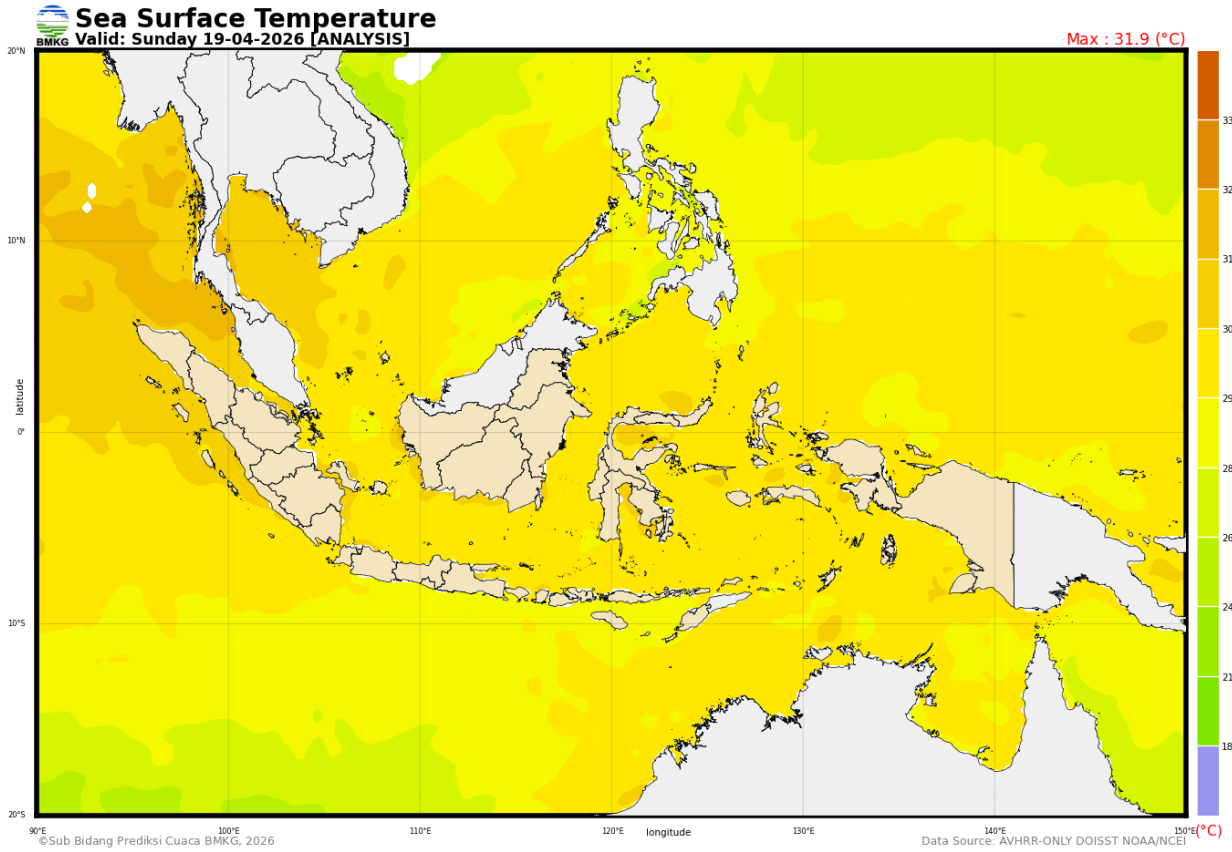 BMKG
Sea Surface Temperature
Valid: Sunday 19-04-2026 [ANALYSIS]
Max : 31.9 (°C)
20°N
10°N
0°
10°S
20°S
latitude
90°E
100°E
110°E
120°E
130°E
140°E
150°E
longitude
33
32
31
30
29
28
26
24
21
18
(°C)
©Sub Bidang Prediksi Cuaca BMKG, 2026
Data Source: AVHRR-ONLY DOISST NOAA/NCEI